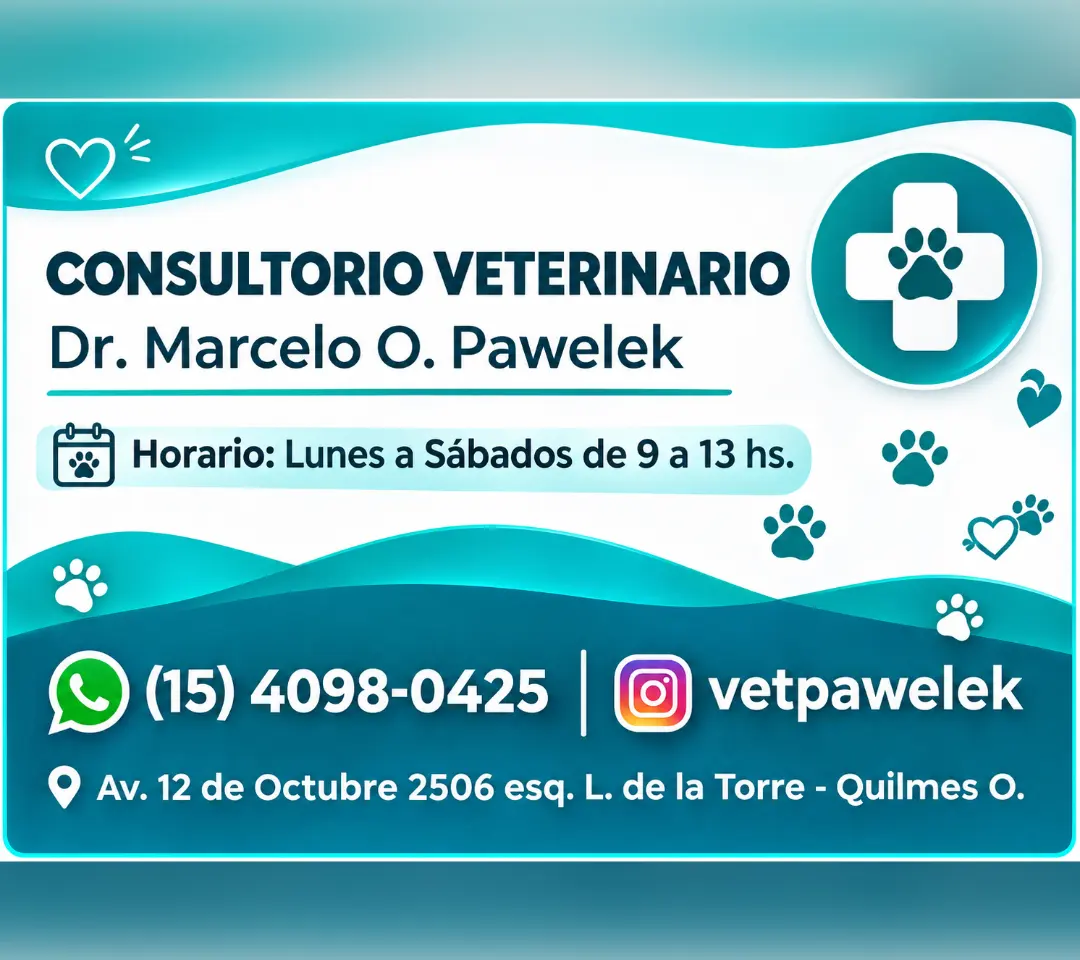 CONSULTORIO VETERINARIO
Dr. Marcelo O. Pawelek
Horario: Lunes a Sábados de 9 a 13 hs.
(15) 4098-0425 | vetpawelek
Av. 12 de Octubre 2506 esq. L. de la Torre - Quilmes O.